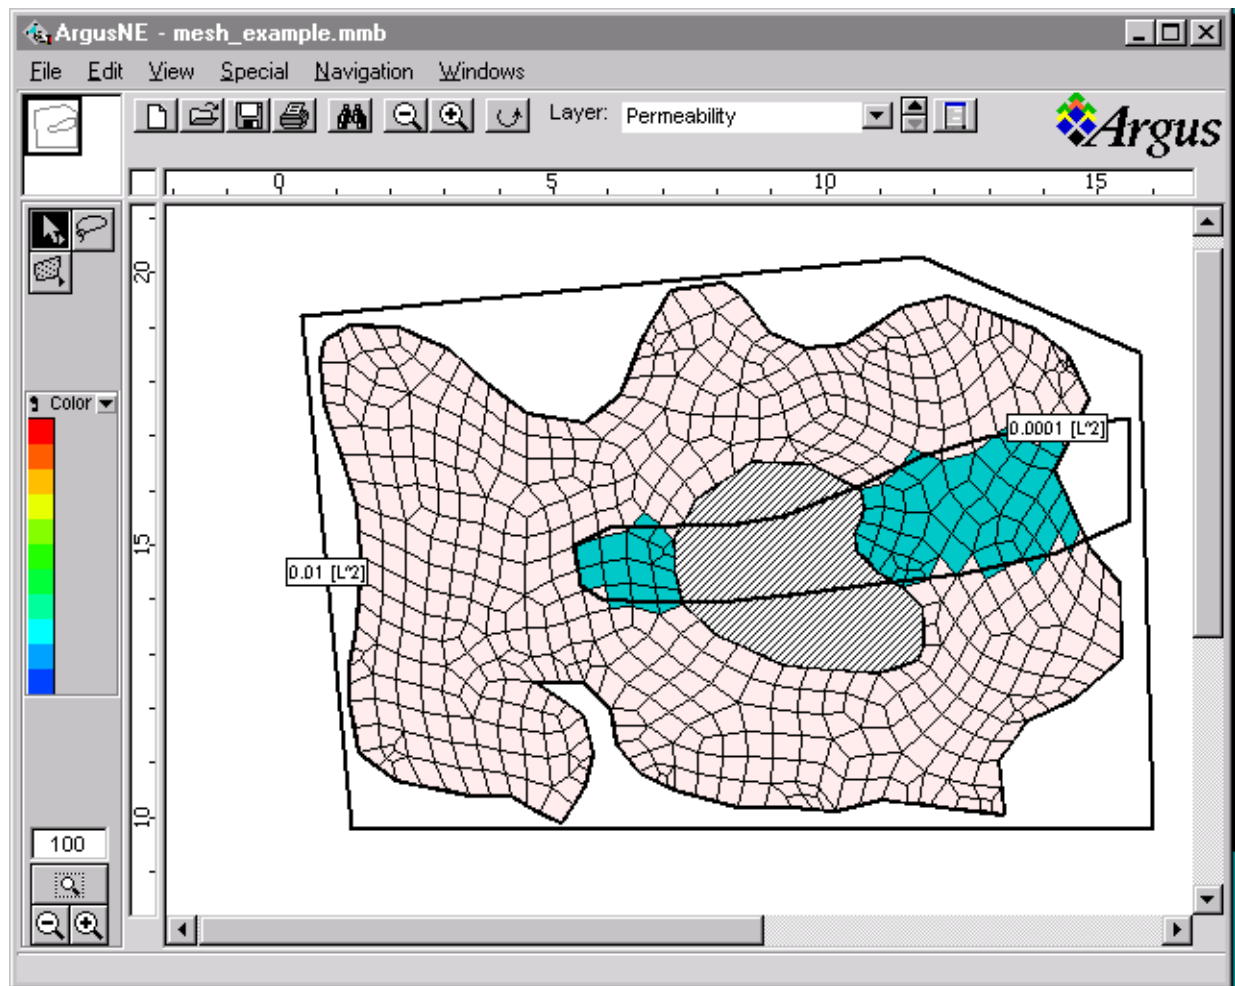 ArgusNE - mesh_example.mmb
File Edit View Special Navigation Windows
Layer: Permeability
Argus
0 5 10 15
20
15
10
Color
0.0001 [L^2]
0.01 [L^2]
100